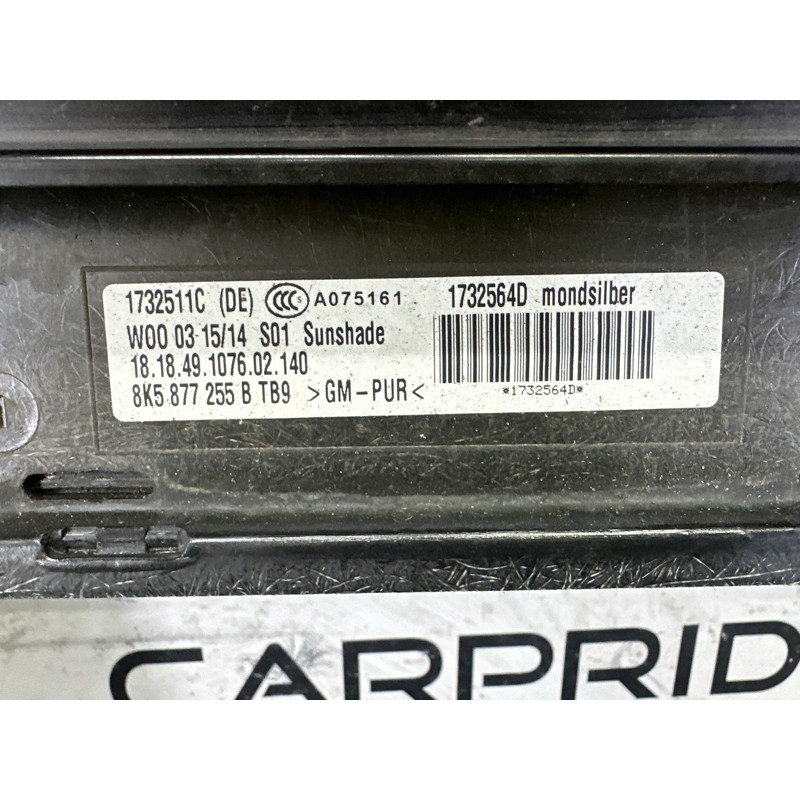 1732511C (DE) CCC S A075161 1732564D mondsilber
W00 03-15/14 S01 Sunshade
18.18.49.1076.02.140
8K5 877 255 B TB9 >GM-PUR<
*1732564D*
CARPRID